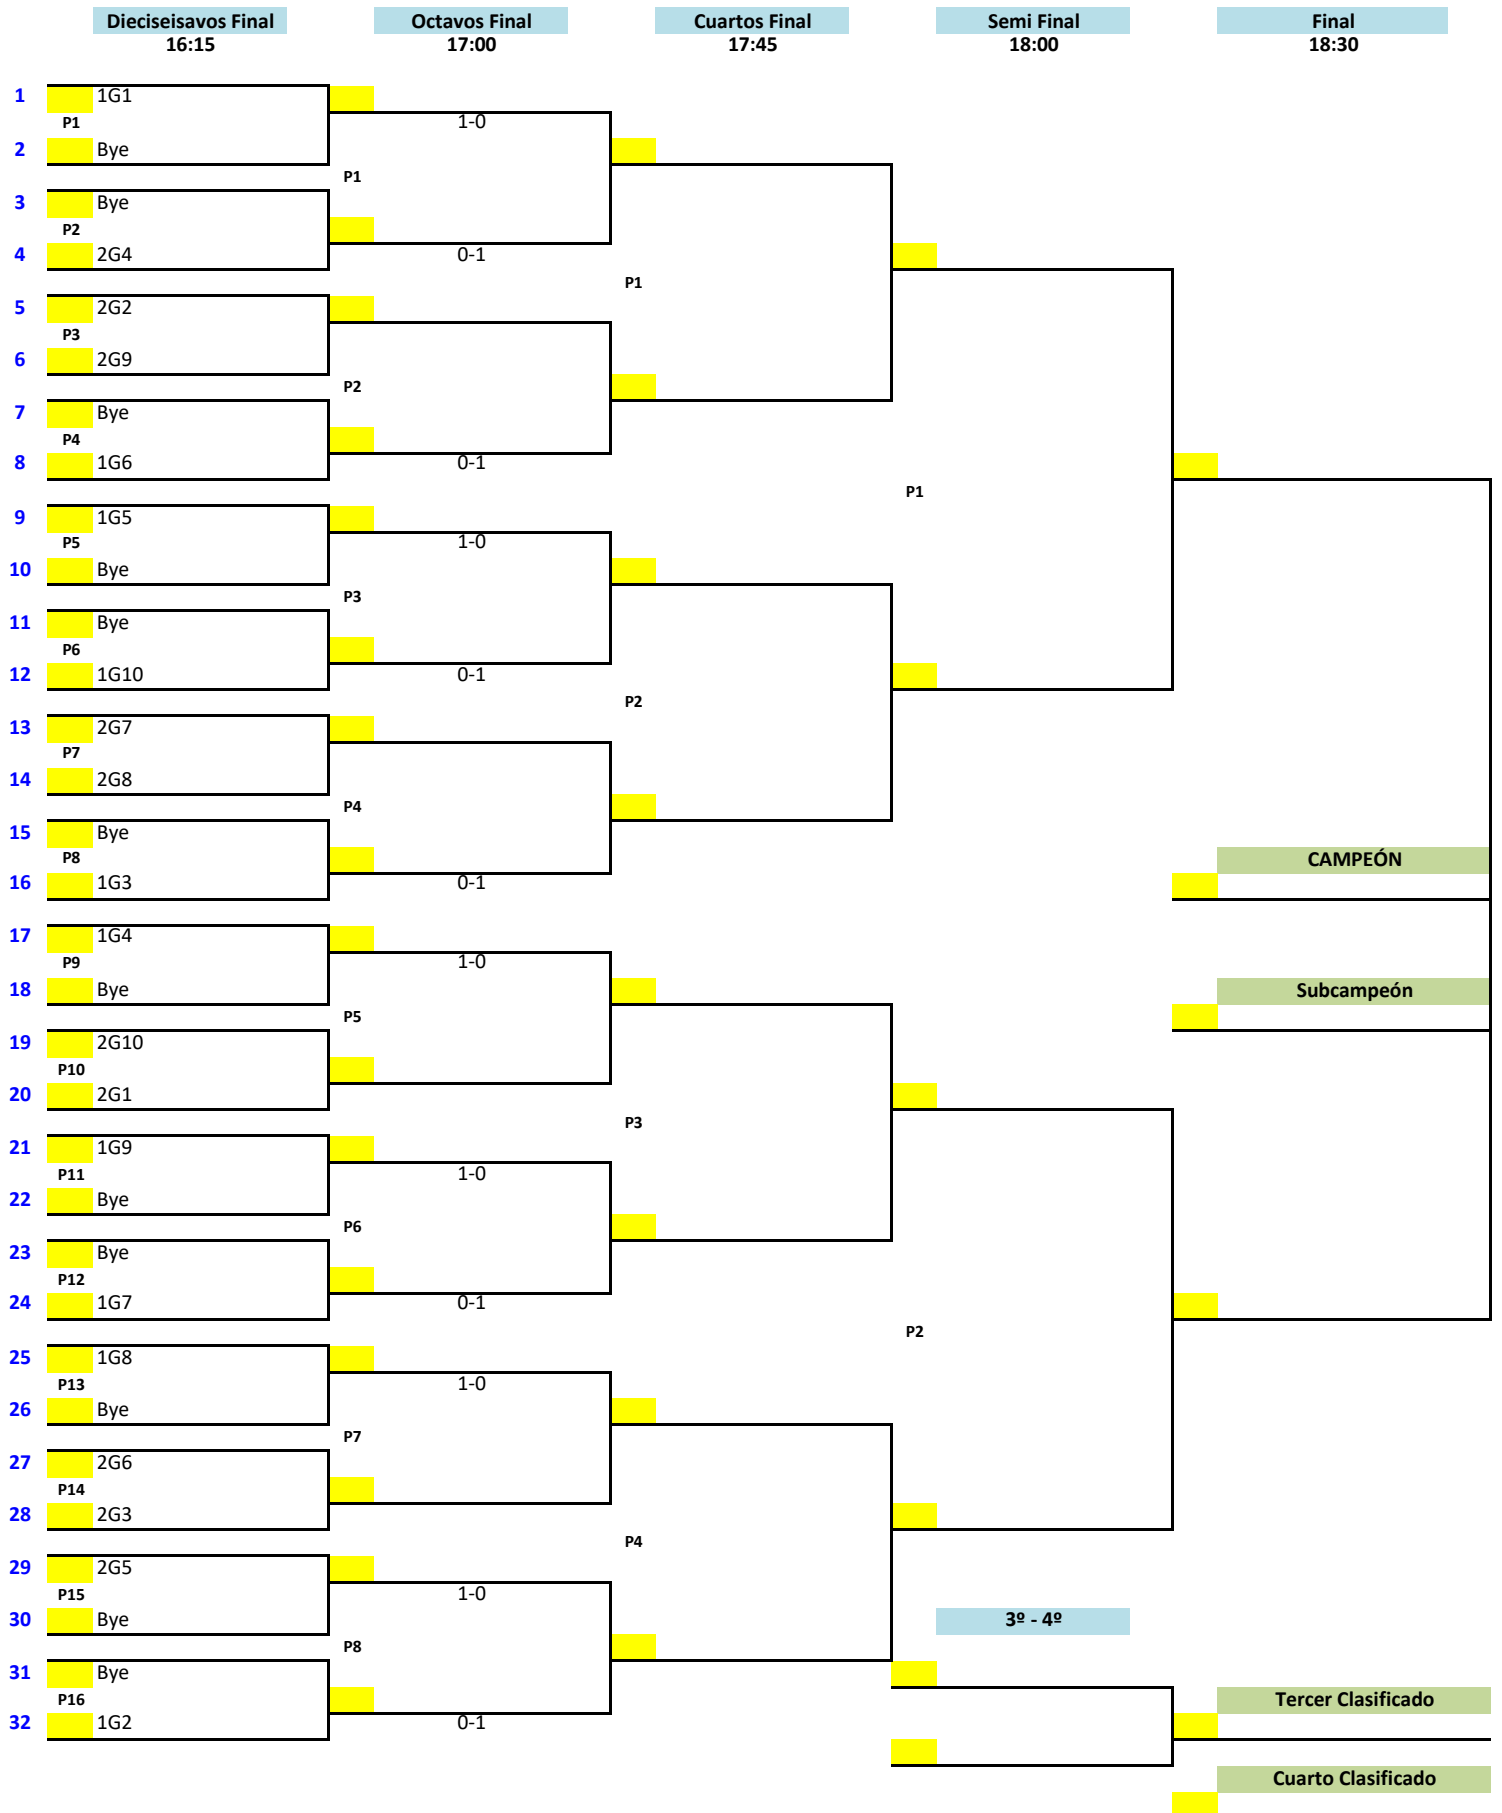 Dieciseisavos Final Octavos Final Cuartos Final Semi Final Final
16:15 17:00 17:45 18:00 18:30
1 1G1
P1 1-0
2 Bye
P1
3 Bye
P2
4 2G4 0-1
P1
5 2G2
P3
6 2G9
P2
7 Bye
P4
8 1G6 0-1
P1
9 1G5
P5 1-0
10 Bye
P3
11 Bye
P6
12 1G10 0-1
P2
13 2G7
P7
14 2G8
P4
15 Bye
P8 CAMPEÓN
16 1G3 0-1
17 1G4
P9 1-0
18 Bye Subcampeón
P5
19 2G10
P10
20 2G1
P3
21 1G9
P11 1-0
22 Bye
P6
23 Bye
P12
24 1G7 0-1
P2
25 1G8
P13 1-0
26 Bye
P7
27 2G6
P14
28 2G3
P4
29 2G5
P15 1-0
30 Bye 3º - 4º
P8
31 Bye
P16 Tercer Clasificado
32 1G2 0-1
Cuarto Clasificado